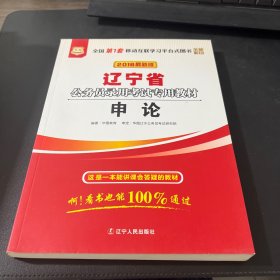 全国第1套移动互联学习平台式图书
2018最新版
辽宁省
公务员录用考试专用教材
申论
这是一本能讲课会答疑的教材
啊！看书也能100%通过
辽宁人民出版社